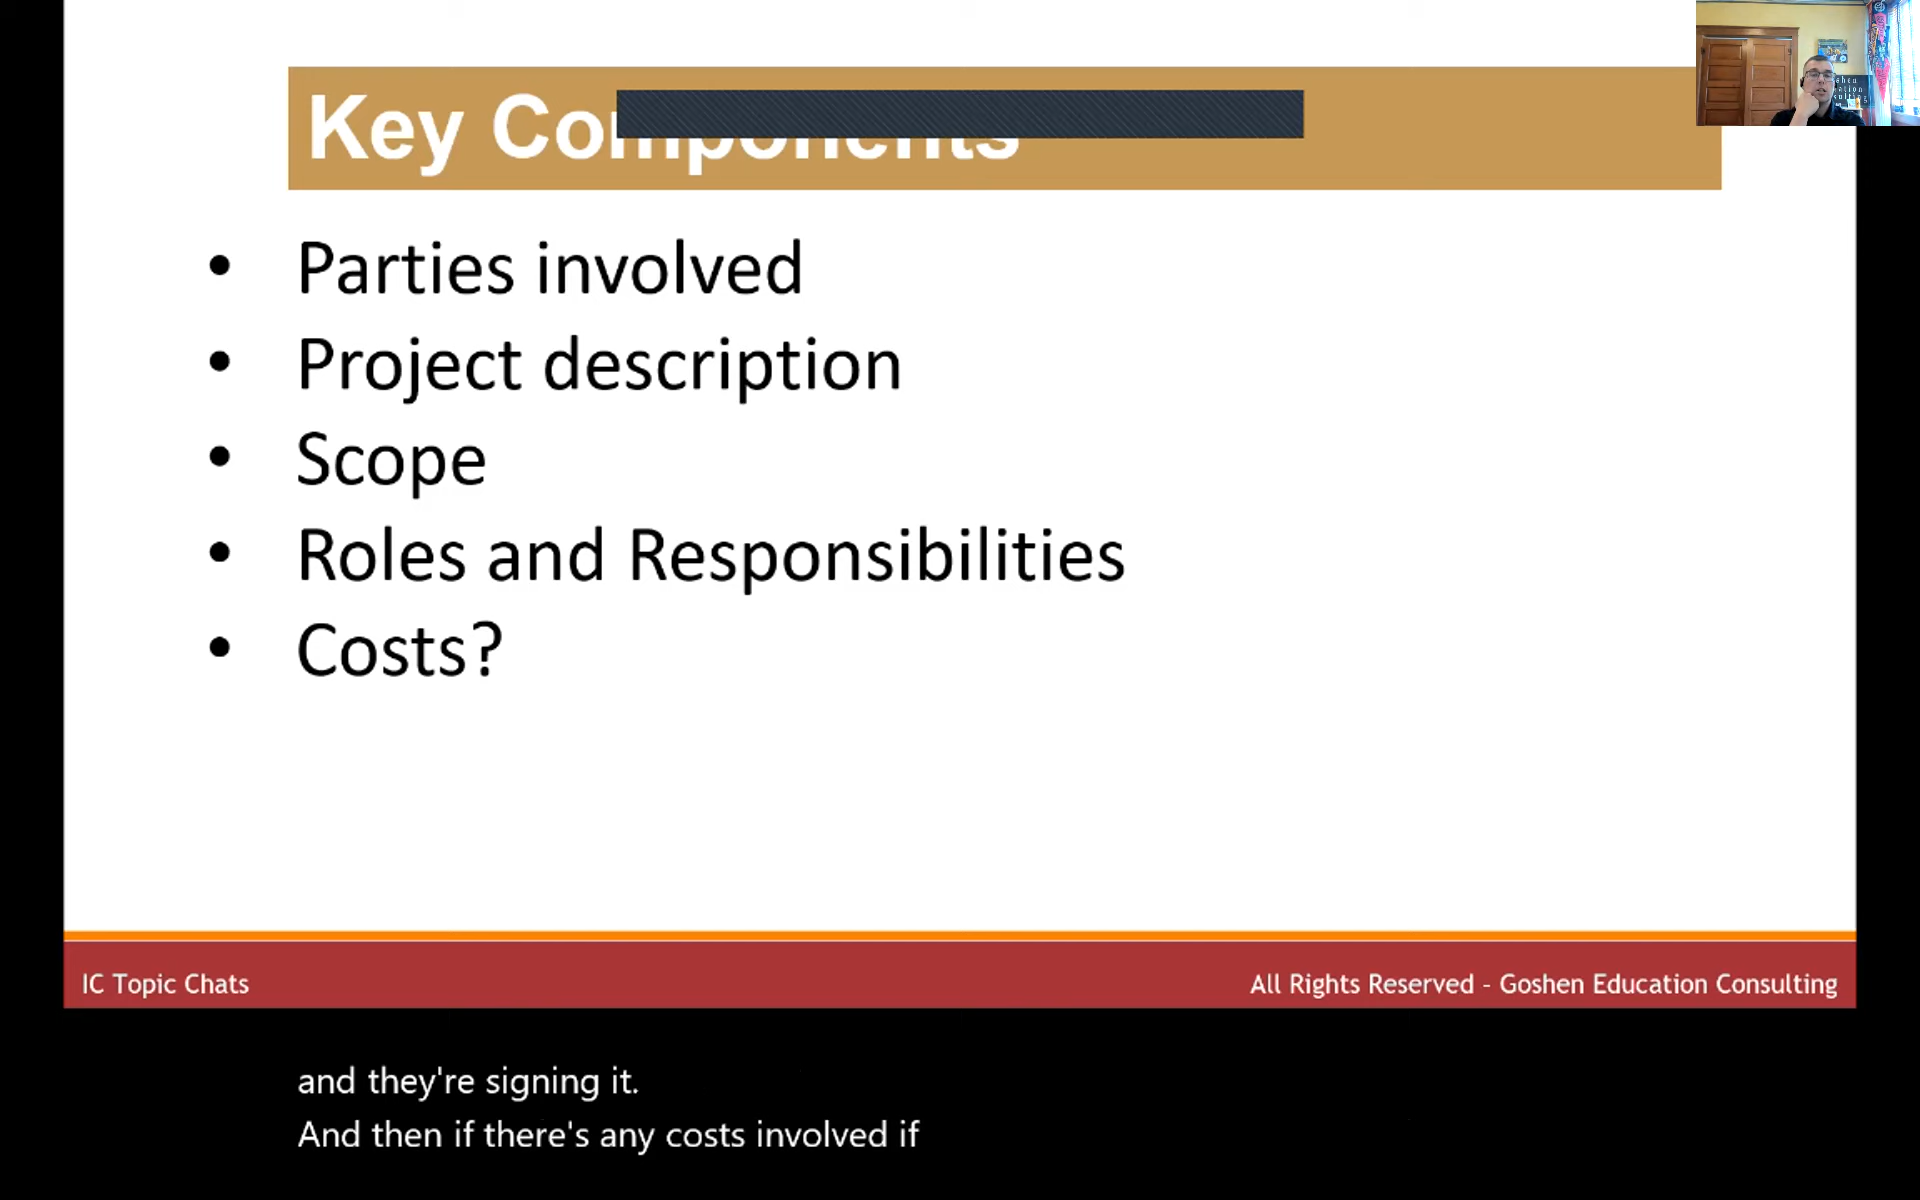 Key Components
• Parties involved
• Project description
• Scope
• Roles and Responsibilities
• Costs?
IC Topic Chats
All Rights Reserved - Goshen Education Consulting
and they're signing it.
And then if there's any costs involved if